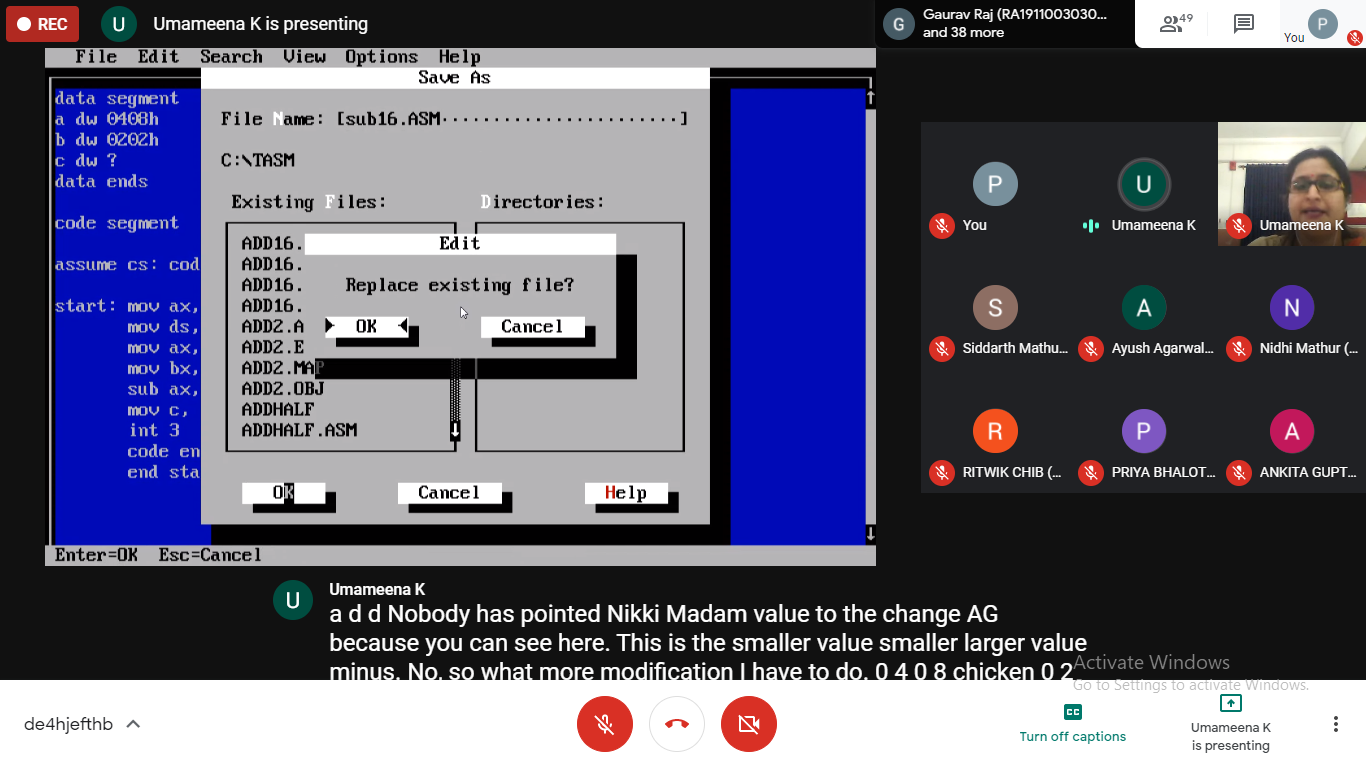 REC
U
Umameena K is presenting
G
Gaurav Raj (RA1911003030...
and 38 more
49
P
You
File Edit Search View Options Help
Save As
data segment
a dw 0408h
b dw 0202h
c dw ?
data ends
code segment
assume cs: cod
start: mov ax,
mov ds,
mov ax,
mov bx,
sub ax,
mov c,
int 3
code en
end sta
File Name: [sub16.ASM·······················]
C:\TASM
Existing Files:
Directories:
ADD16.
ADD16.
ADD16.
ADD16.
ADD2.A
ADD2.E
ADD2.MAP
ADD2.OBJ
ADDHALF
ADDHALF.ASM
Edit
Replace existing file?
OK
Cancel
OK
Cancel
Help
Enter=OK Esc=Cancel
P
You
U
Umameena K
Umameena K
S
Siddarth Mathu...
A
Ayush Agarwal...
N
Nidhi Mathur (...
R
RITWIK CHIB (...
P
PRIYA BHALOT...
A
ANKITA GUPT...
U
Umameena K
a d d Nobody has pointed Nikki Madam value to the change AG
because you can see here. This is the smaller value smaller larger value
minus. No, so what more modification I have to do. 0 4 0 8 chicken 0 2
Activate Windows
Go to Settings to activate Windows.
de4hjefthb
CC
Turn off captions
Umameena K
is presenting